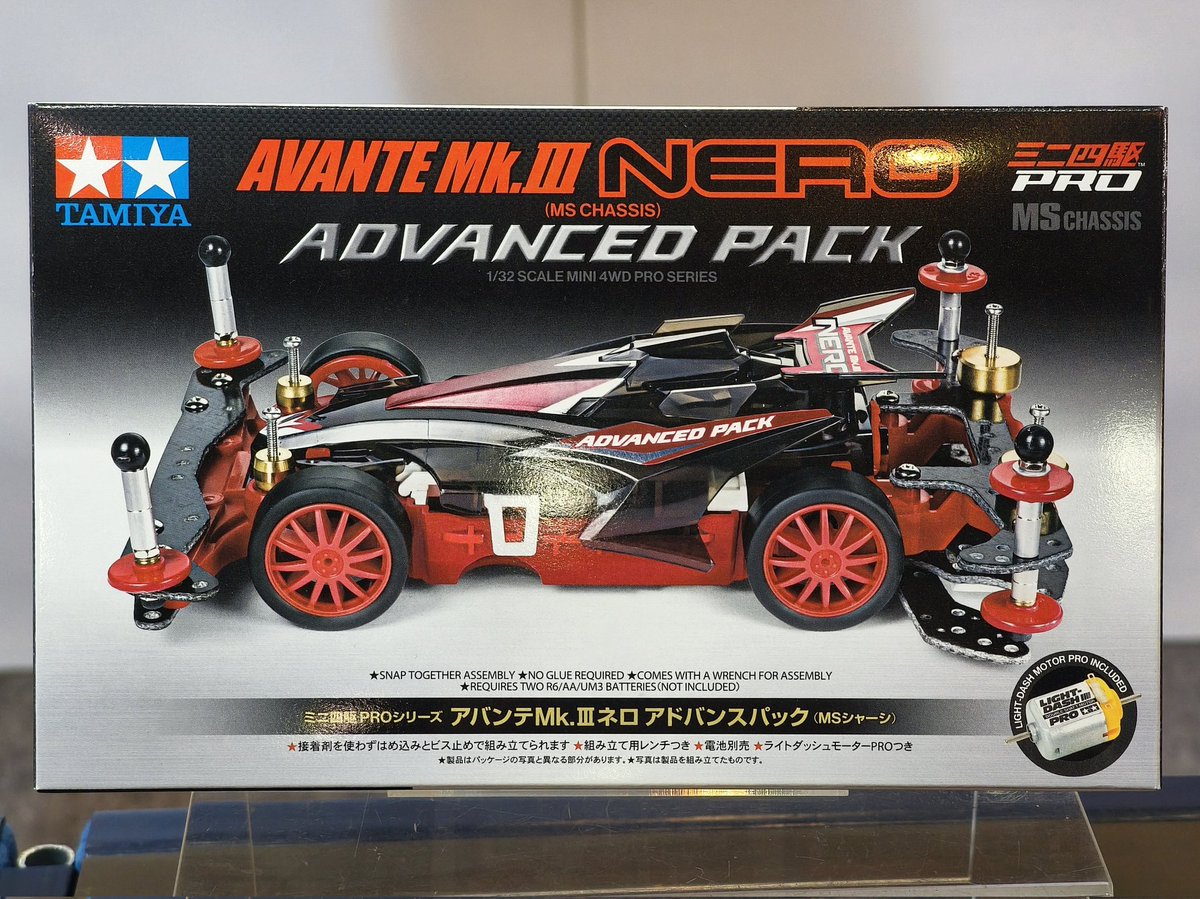 AVANTE Mk.III NERO
ミニ四駆™
PRO
TAMIYA
(MS CHASSIS)
MS CHASSIS
ADVANCED PACK
1/32 SCALE MINI 4WD PRO SERIES
NERO
ADVANCED PACK
★SNAP TOGETHER ASSEMBLY ★NO GLUE REQUIRED ★COMES WITH A WRENCH FOR ASSEMBLY
★REQUIRES TWO R6/AA/UM3 BATTERIES (NOT INCLUDED)
LIGHT-DASH MOTOR PRO INCLUDED
LIGHT-DASH
PRO
ミニ四駆 PROシリーズ アバンテMk.Ⅲネロ アドバンスパック (MSシャーシ)
★接着剤を使わずはめ込みとビス止めで組み立てられます ★組み立て用レンチつき ★電池別売 ★ライトダッシュモーターPROつき
★製品はパッケージの写真と異なる部分があります。★写真は製品を組み立てたものです。